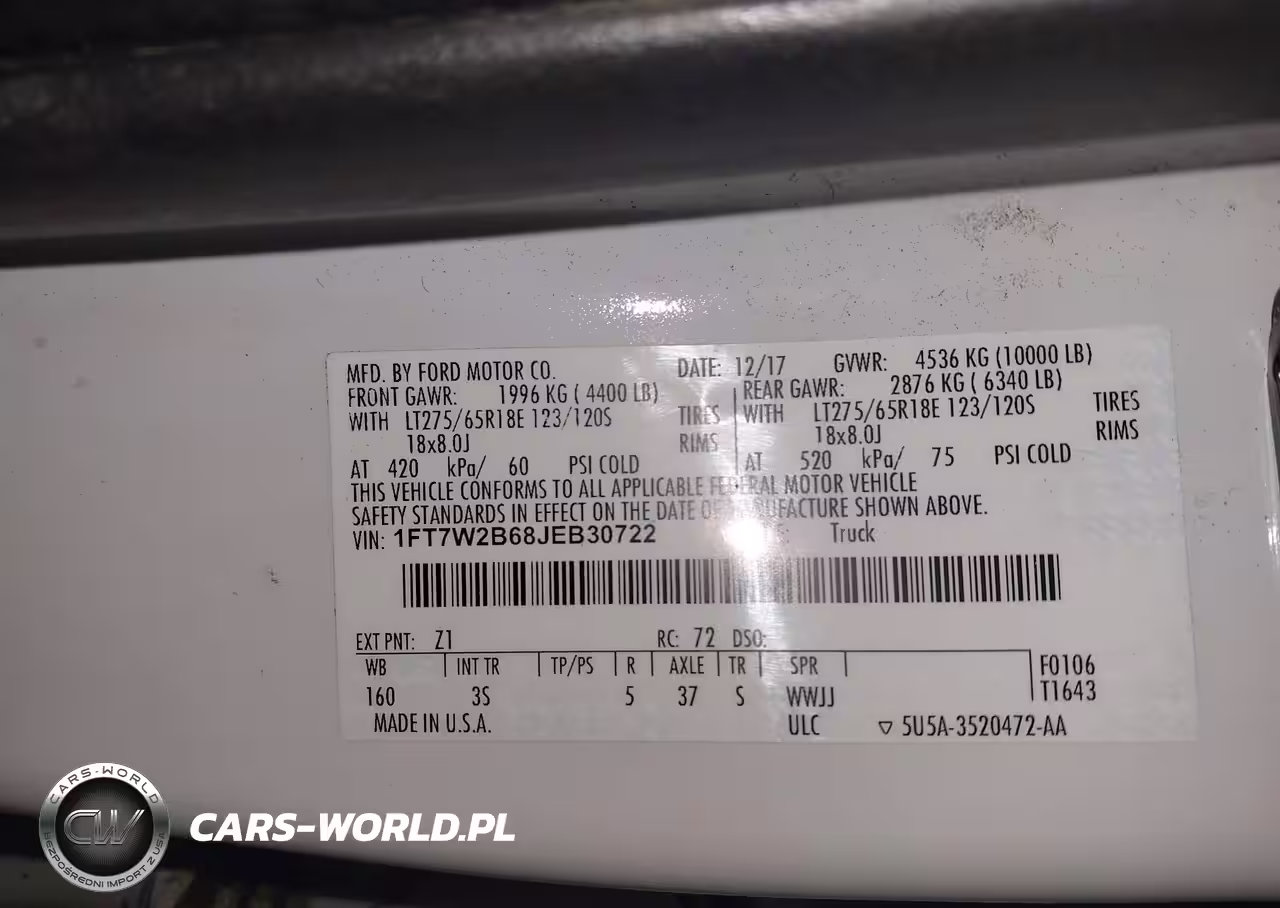 MFD. BY FORD MOTOR CO. DATE: 12/17 GVWR: 4536 KG (10000 LB)
FRONT GAWR: 1996 KG ( 4400 LB) REAR GAWR: 2876 KG ( 6340 LB)
WITH LT275/65R18E 123/120S TIRES WITH LT275/65R18E 123/120S TIRES
18x8.0J RIMS 18x8.0J RIMS
AT 420 kPa/ 60 PSI COLD AT 520 kPa/ 75 PSI COLD
THIS VEHICLE CONFORMS TO ALL APPLICABLE FEDERAL MOTOR VEHICLE
SAFETY STANDARDS IN EFFECT ON THE DATE OF MANUFACTURE SHOWN ABOVE.
VIN: 1FT7W2B68JEB30722 Truck
EXT PNT: Z1 RC: 72 DSO:
WB INT TR TP/PS R AXLE TR SPR F0106
160 3S 5 37 S WWJJ T1643
MADE IN U.S.A. ULC ▽ 5U5A-3520472-AA
CARS-WORLD
CW
BEZPOŚREDNI IMPORT Z USA
CARS-WORLD.PL